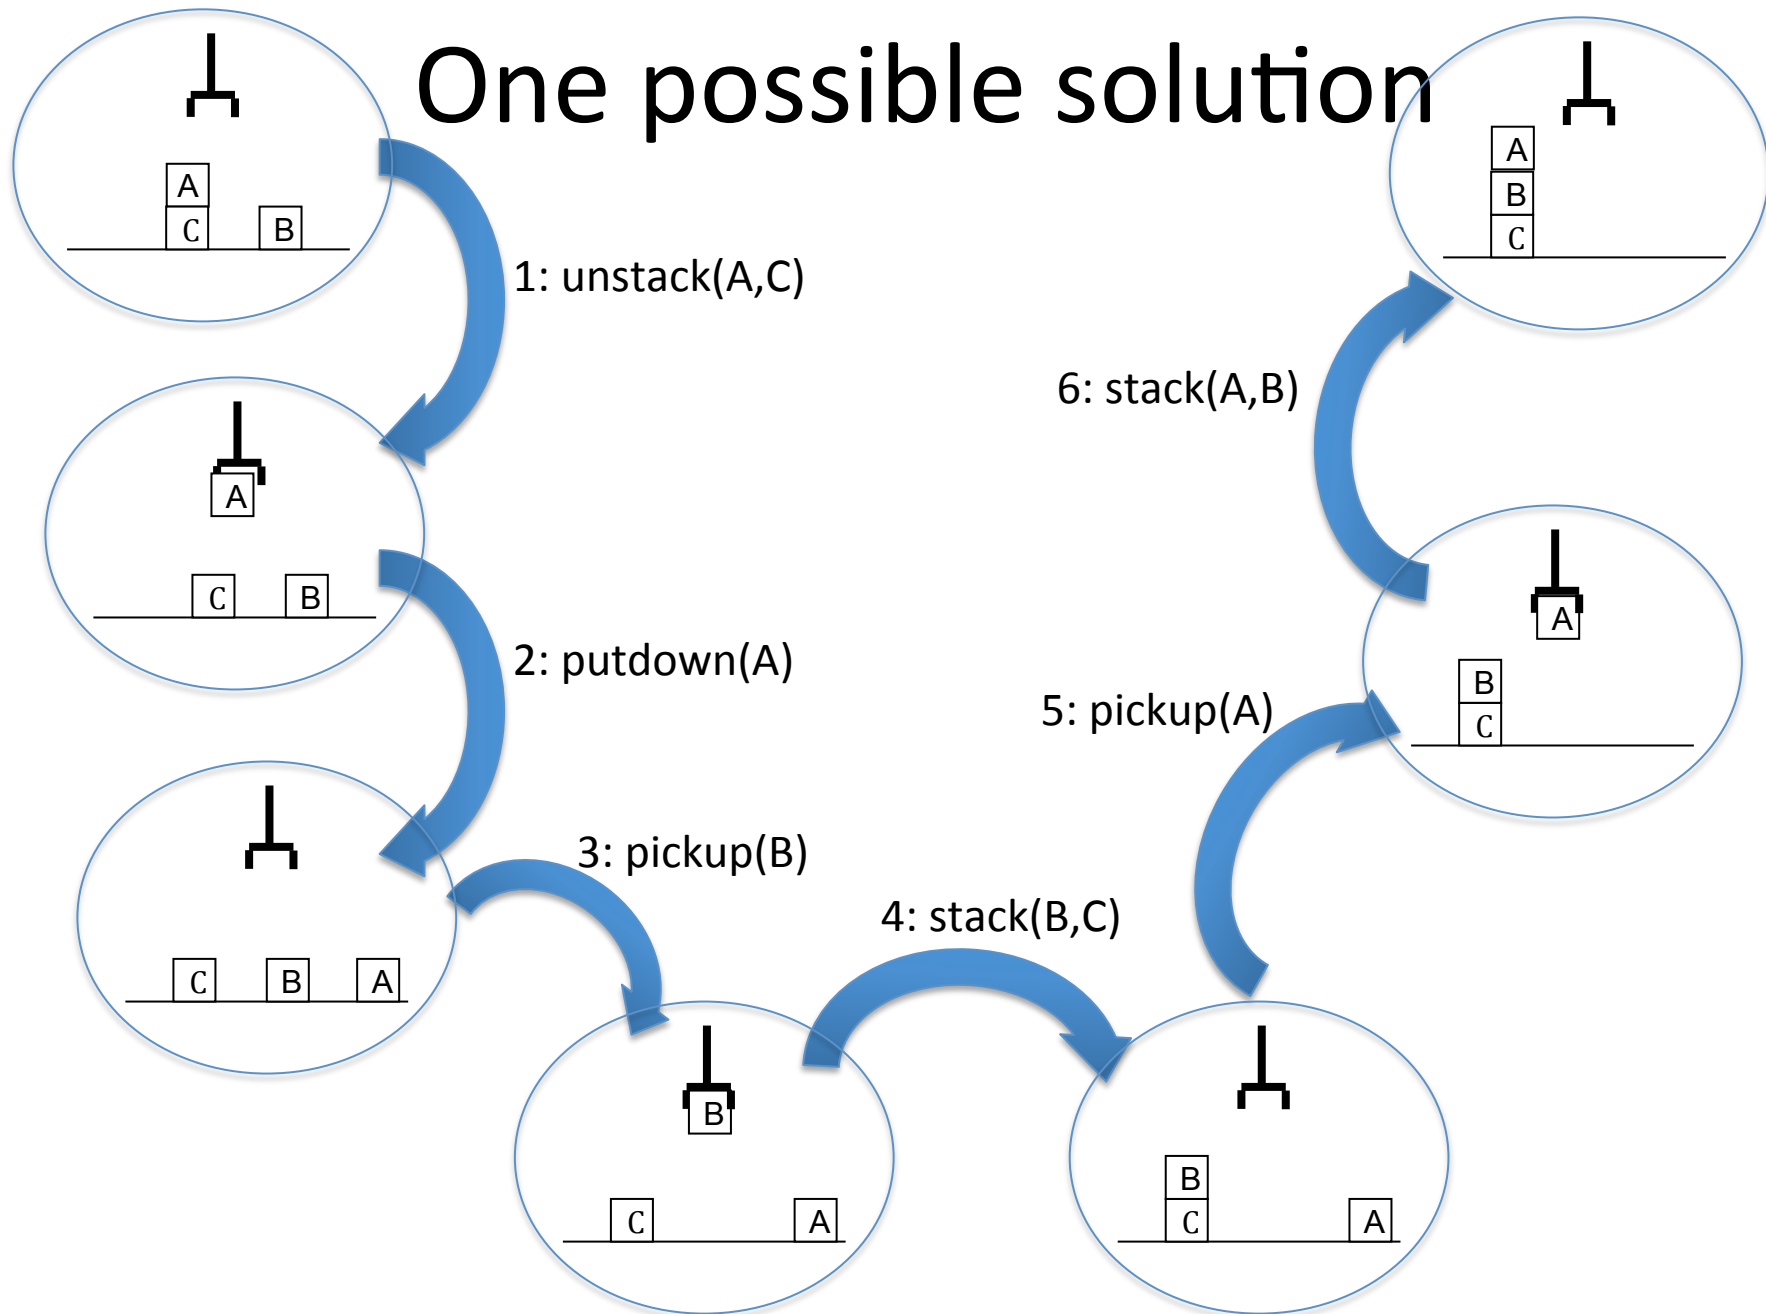 One possible solution
A
C
B
1: unstack(A,C)
A
C
B
2: putdown(A)
C
B
A
3: pickup(B)
B
C
A
4: stack(B,C)
B
C
A
5: pickup(A)
A
B
C
6: stack(A,B)
A
B
C